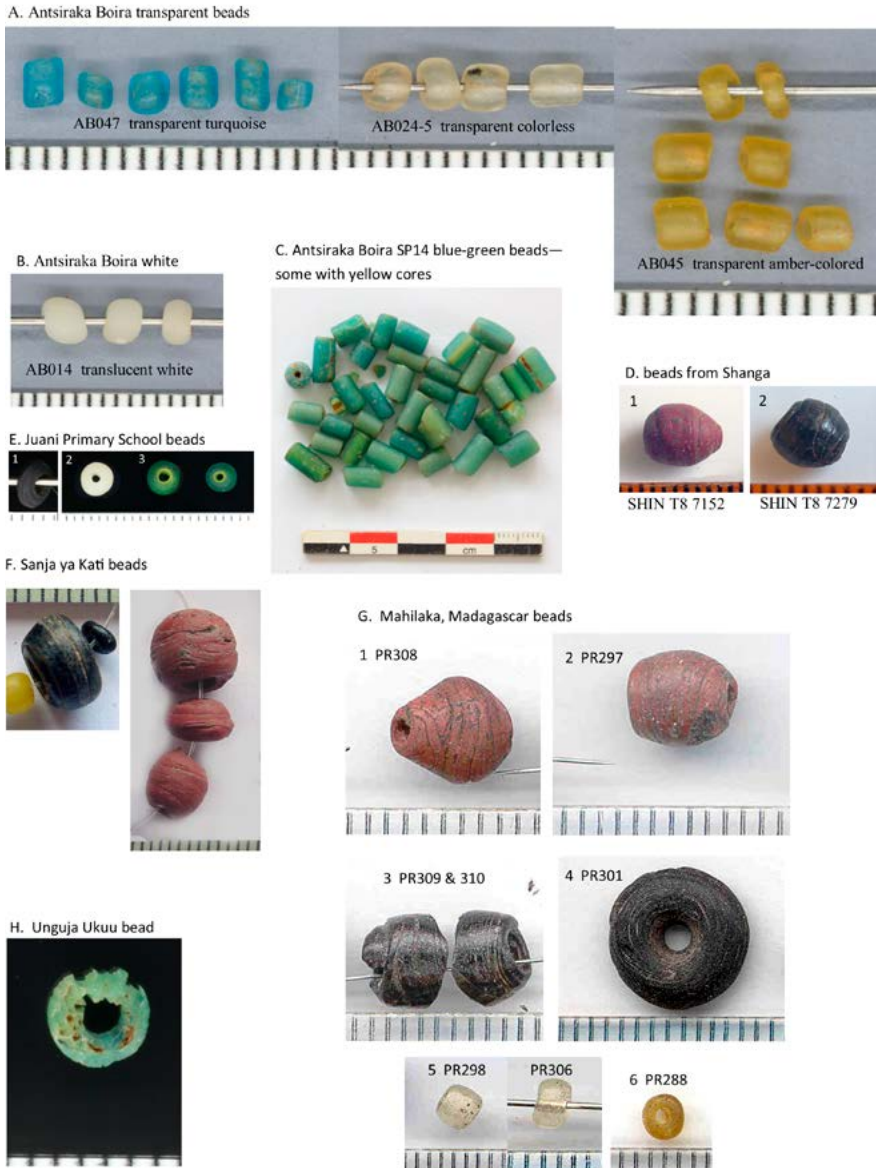 A. Antsiraka Boira transparent beads
AB047 transparent turquoise
AB024-5 transparent colorless
AB045 transparent amber-colored
B. Antsiraka Boira white
AB014 translucent white
C. Antsiraka Boira SP14 blue-green beads—
some with yellow cores
5
cm
D. beads from Shanga
1
2
SHIN T8 7152
SHIN T8 7279
E. Juani Primary School beads
1
2
3
F. Sanja ya Kati beads
G. Mahilaka, Madagascar beads
1 PR308
2 PR297
3 PR309 & 310
4 PR301
H. Unguja Ukuu bead
5 PR298
PR306
6 PR288